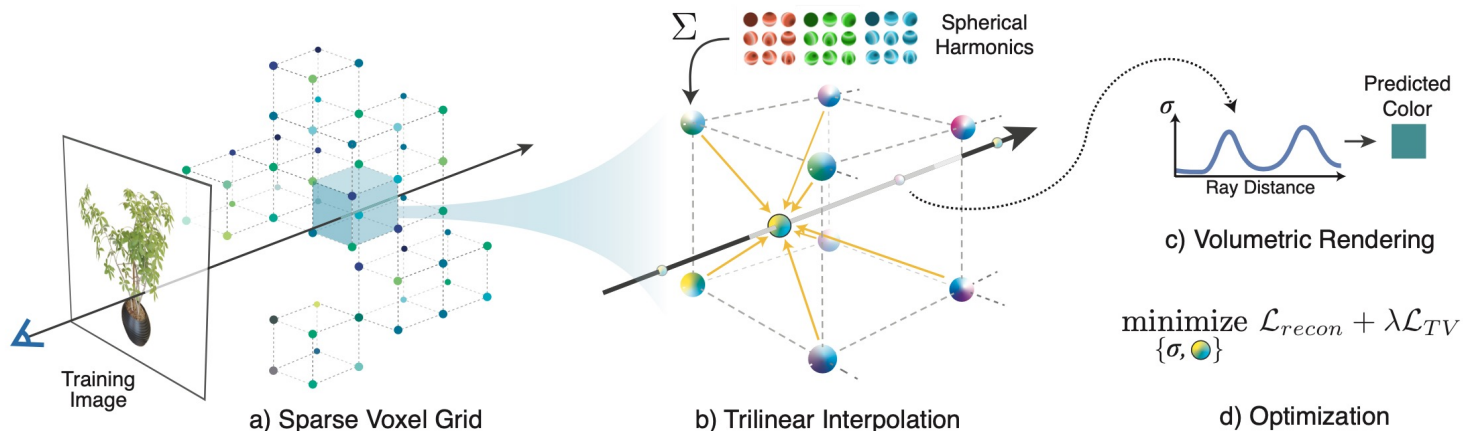 Σ
Spherical
Harmonics
Predicted
Color
σ
Ray Distance
c) Volumetric Rendering
minimize ℒ_recon + λℒ_TV
{σ, }
Training
Image
a) Sparse Voxel Grid
b) Trilinear Interpolation
d) Optimization